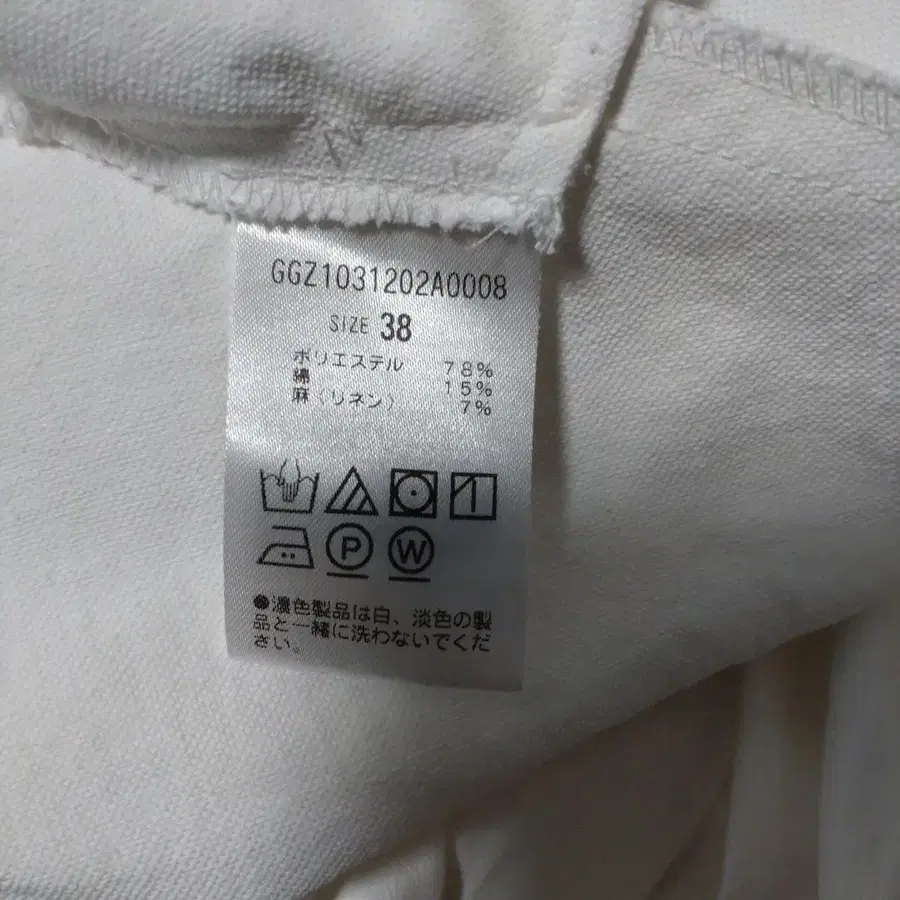 GGZ1031202A0008
SIZE 38
ポリエステル 78%
綿 15%
麻(リネン) 7%
P W
●濃色製品は白、淡色の製
品と一緒に洗わないでくだ
さい。